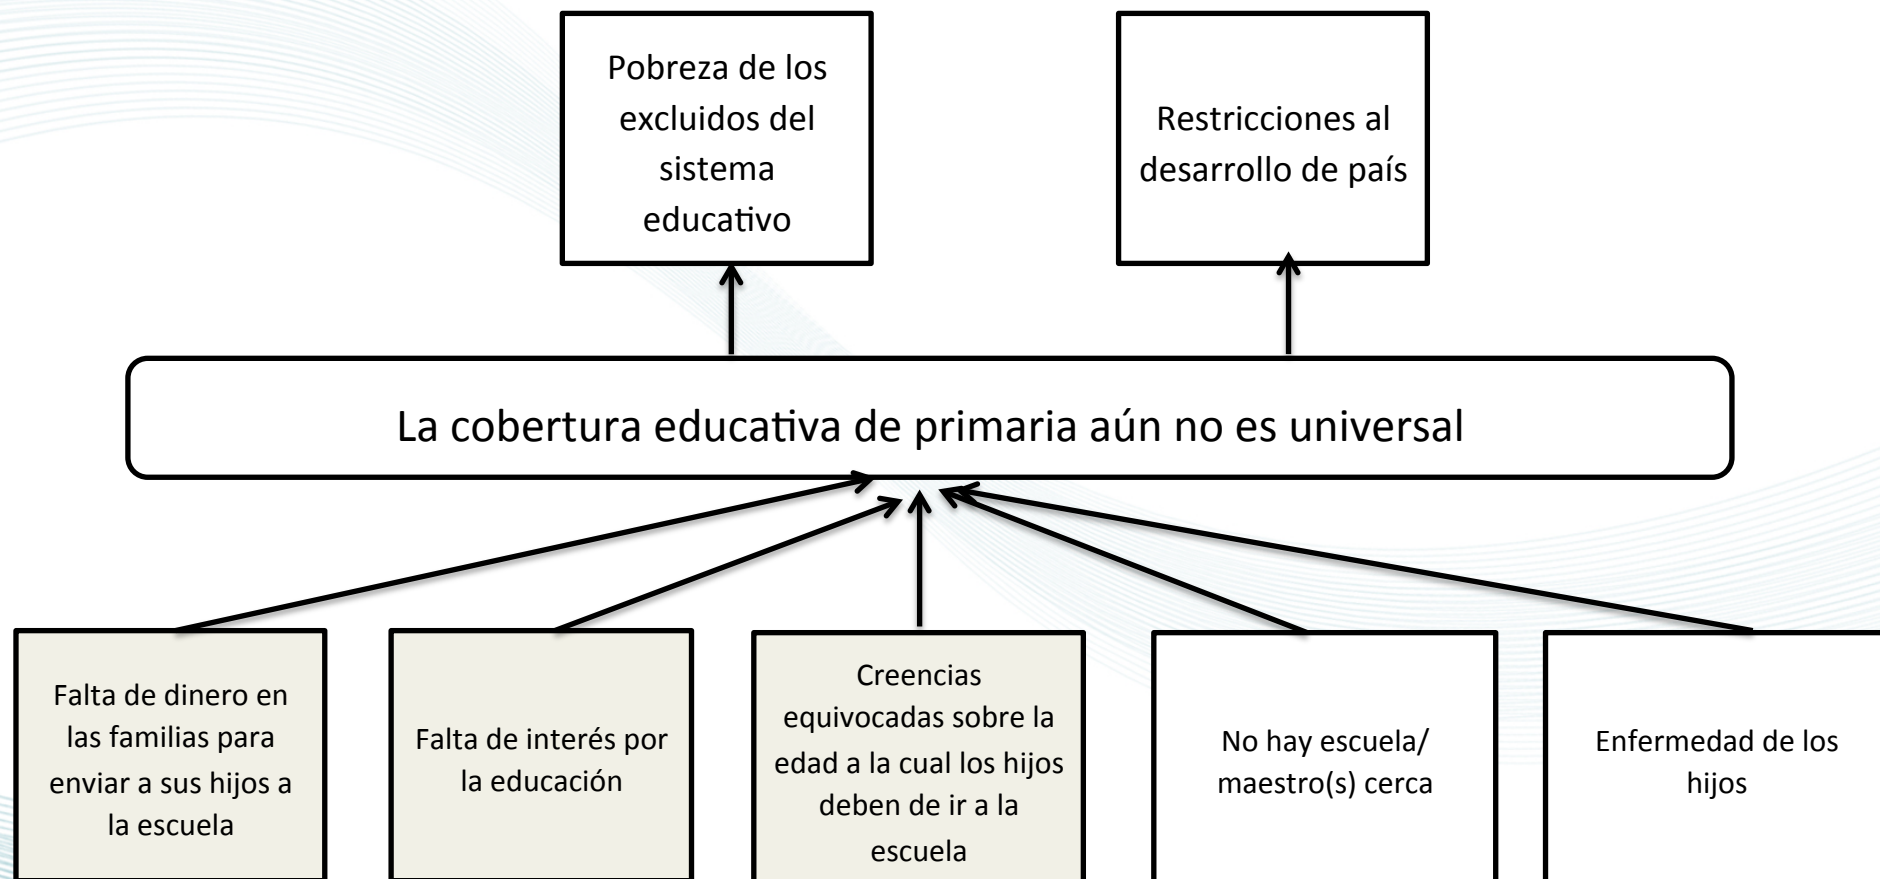 Pobreza de los
excluidos del
sistema
educativo
Restricciones al
desarrollo de país
La cobertura educativa de primaria aún no es universal
Falta de dinero en
las familias para
enviar a sus hijos a
la escuela
Falta de interés por
la educación
Creencias
equivocadas sobre la
edad a la cual los hijos
deben de ir a la
escuela
No hay escuela/
maestro(s) cerca
Enfermedad de los
hijos